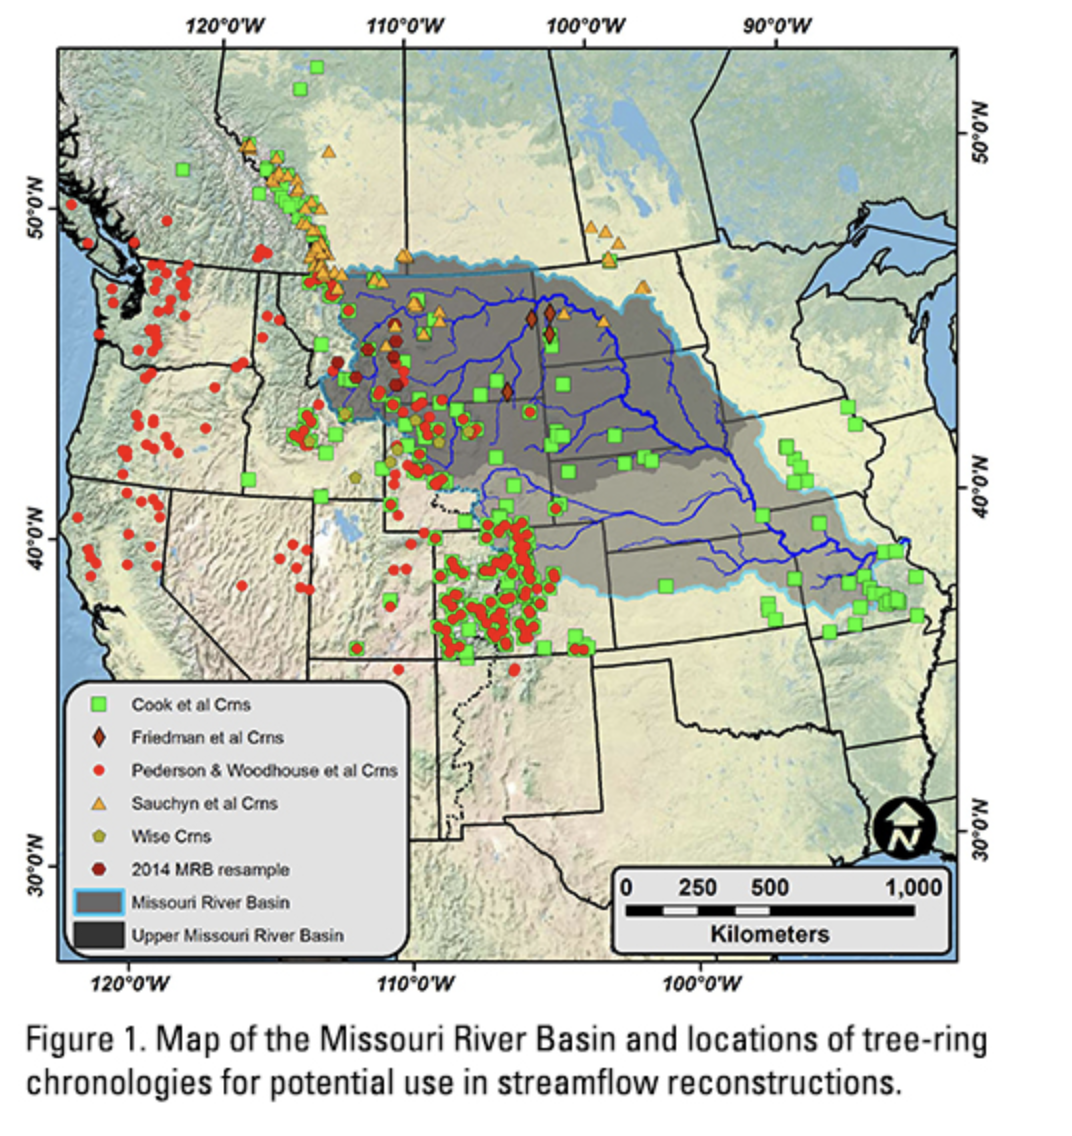 120°0'W 110°0'W 100°0'W 90°0'W
50°0'N
50°0'N
40°0'N
40°0'N
30°0'N
30°0'N
Cook et al Crns
Friedman et al Crns
Pederson & Woodhouse et al Crns
Sauchyn et al Crns
Wise Crns
2014 MRB resample
Missouri River Basin
Upper Missouri River Basin
N
0 250 500 1,000
Kilometers
120°0'W 110°0'W 100°0'W
Figure 1. Map of the Missouri River Basin and locations of tree-ring
chronologies for potential use in streamflow reconstructions.